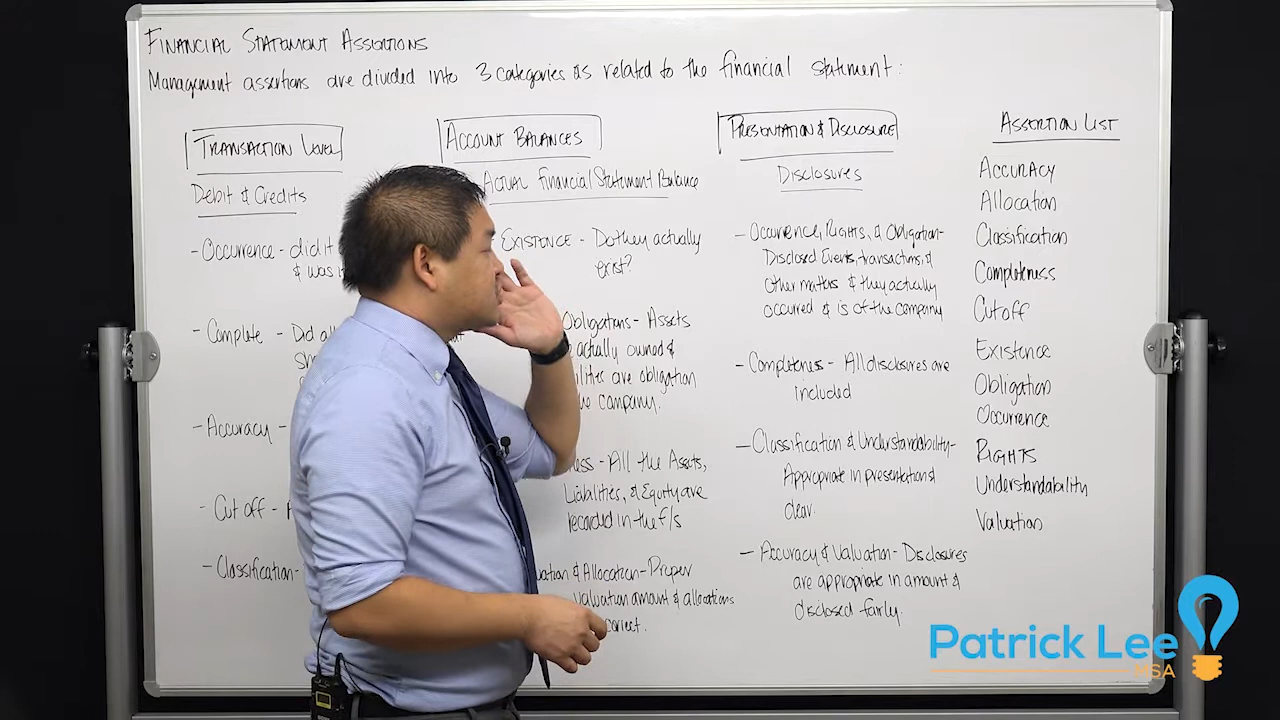 FINANCIAL STATEMENT ASSERTIONS
Management assertions are divided into 3 categories as related to the financial statement:
TRANSACTION LEVEL
Debit & Credits
- Occurrence - did it
& was i
- Complete - Did al
Sh
- Accuracy -
- Cut off -
- Classification -
ACCOUNT BALANCES
Actual Financial Statement Balance
EXISTENCE - Do they actually
exist?
Obligations - Assets
actually owned &
ilities are obligation
e company.
ess - All the Assets,
Liabilities, & Equity are
recorded in the f/s
uation & Allocation - Proper
valuation amount & allocations
correct.
PRESENTATION & DISCLOSURE
DISCLOSURES
- Occurrence, Rights, & Obligation -
Disclosed Events, transactions, &
Other matters & they actually
occurred & is of the company
- Completeness - All disclosures are
included
- Classification & Understandability -
Appropriate in presentation &
clear.
- Accuracy & Valuation - Disclosures
are appropriate in amount &
disclosed fairly.
ASSERTION LIST
ACCURACY
Allocation
Classification
Completeness
Cutoff
Existence
Obligation
Occurrence
RIGHTS
Understandability
Valuation
Patrick Lee
MSA